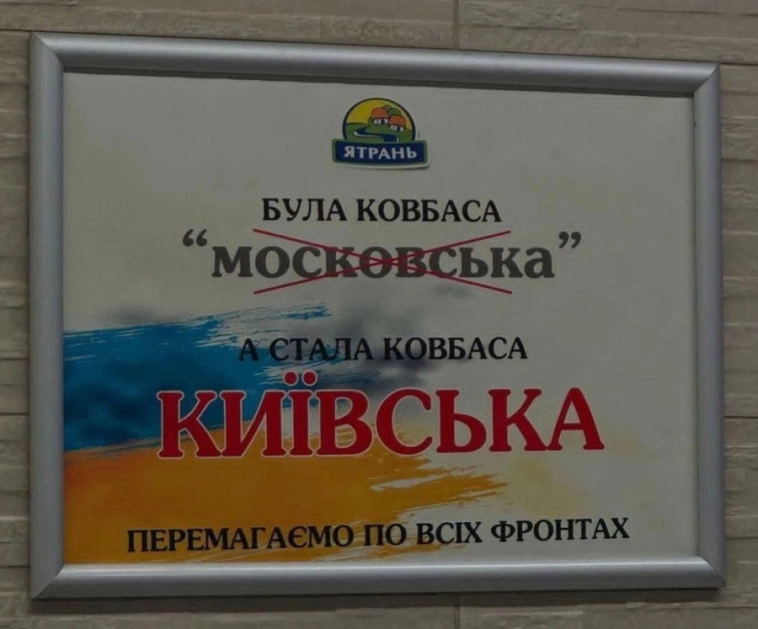 ЯТРАНЬ
БУЛА КОВБАСА
“московська”
А СТАЛА КОВБАСА
КИЇВСЬКА
ПЕРЕМАГАЄМО ПО ВСІХ ФРОНТАХ